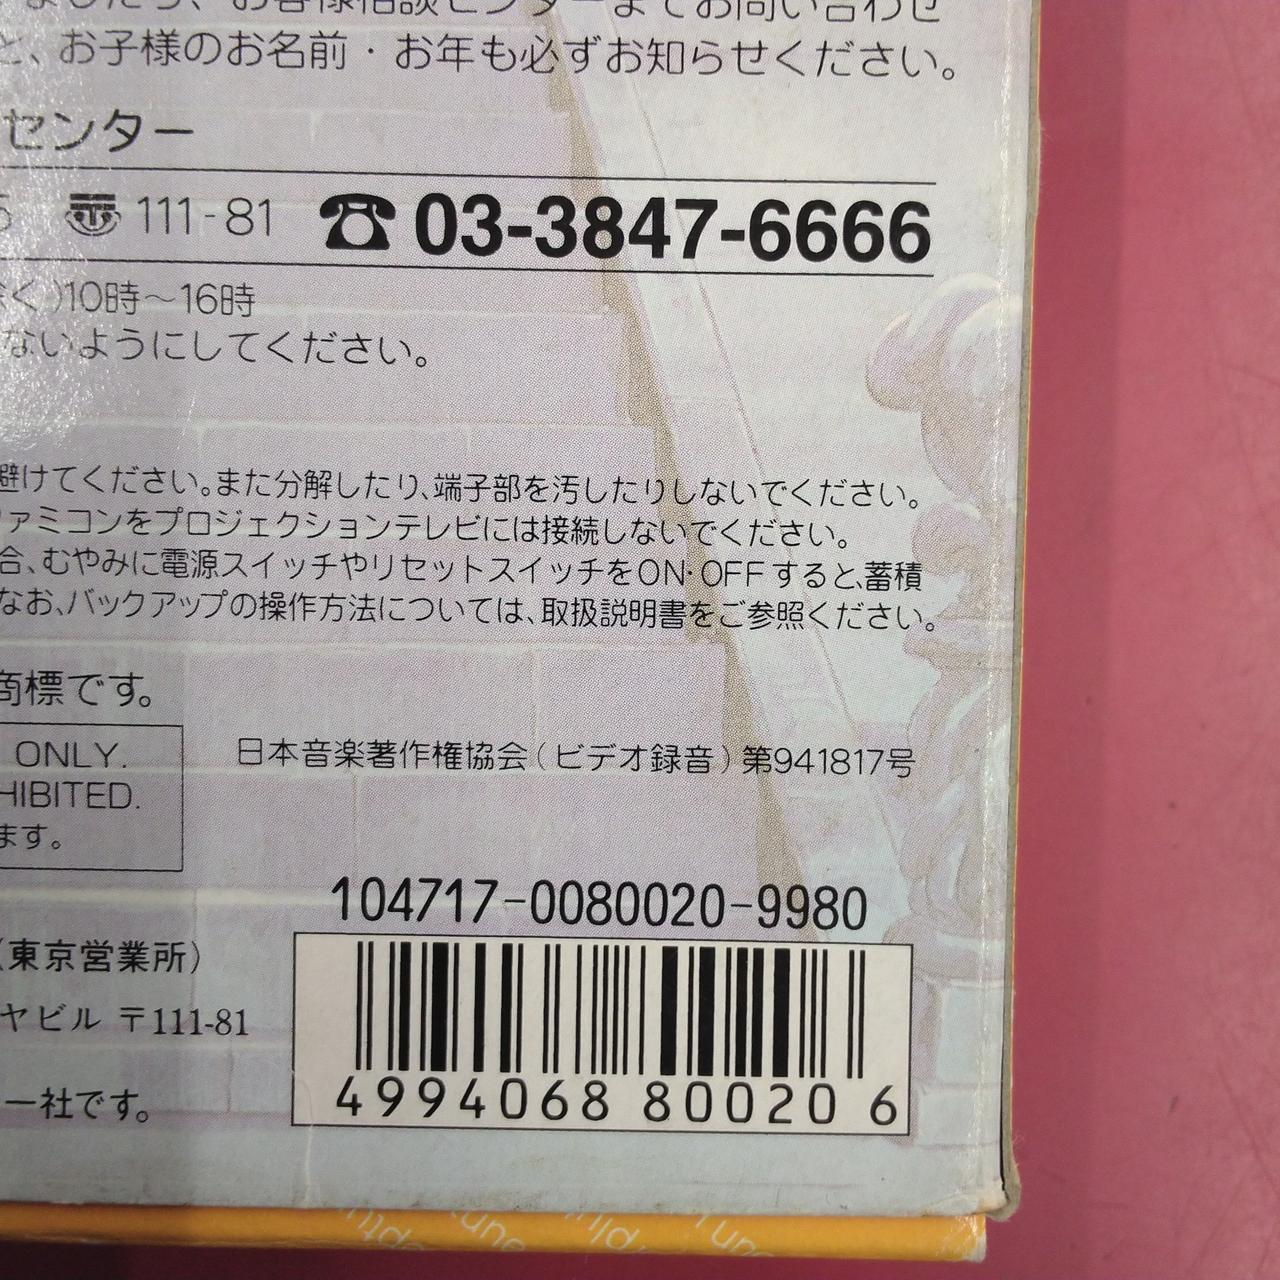 ましたら、お客様相談センターまでお問い合わせ
と、お子様のお名前・お年も必ずお知らせください。
センター
5 111-81 ☎03-3847-6666
く)10時〜16時
ないようにしてください。
避けてください。また分解したり、端子部を汚したりしないでください。
ファミコンをプロジェクションテレビには接続しないでください。
合、むやみに電源スイッチやリセットスイッチをON・OFFすると、蓄積
なお、バックアップの操作方法については、取扱説明書をご参照ください。
商標です。
ONLY.
HIBITED.
ます。
日本音楽著作権協会(ビデオ録音)第941817号
104717-0080020-9980
(東京営業所)
ヤビル 〒111-81
一社です。
4994068 80020 6